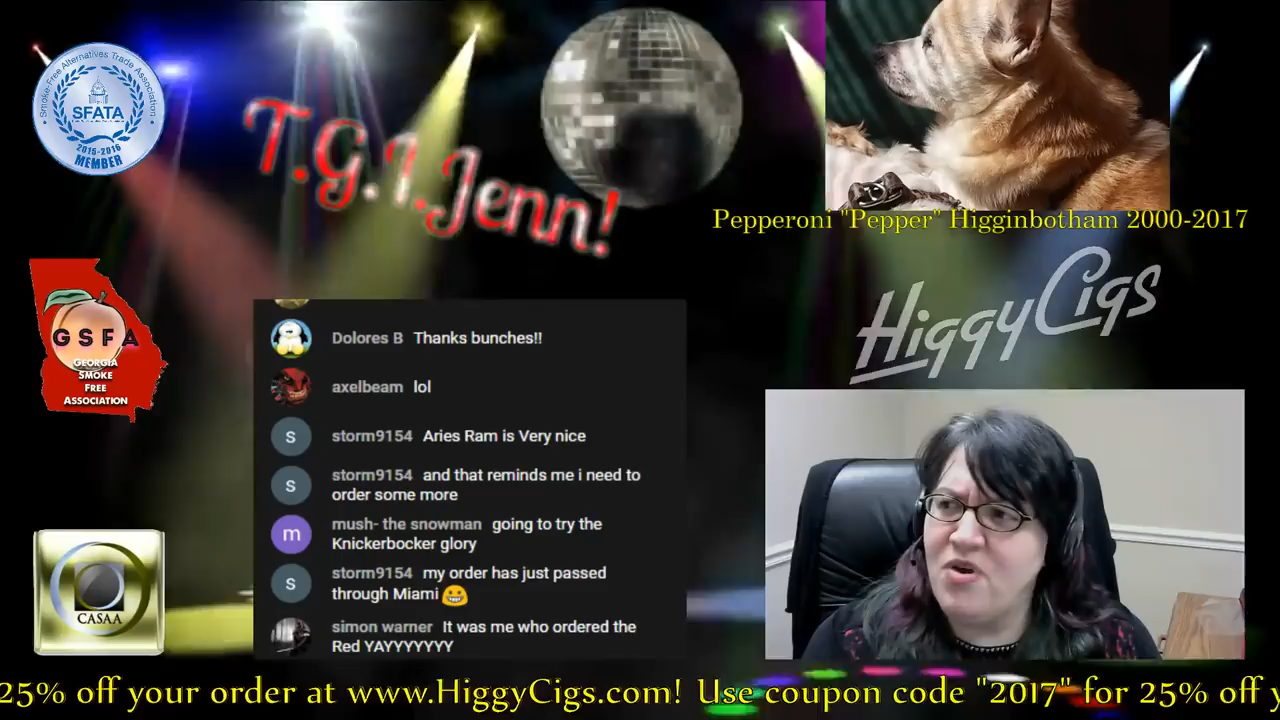 Smoke-Free Alternatives Trade Association
SFATA
2015-2016
MEMBER
T.G.I.Jenn!
Pepperoni "Pepper" Higginbotham 2000-2017
HiggyCigs
GSFA
GEORGIA
SMOKE
FREE
ASSOCIATION
CASAA
Dolores B Thanks bunches!!
axelbeam lol
S storm9154 Aries Ram is Very nice
S storm9154 and that reminds me i need to
order some more
m mush- the snowman going to try the
Knickerbocker glory
S storm9154 my order has just passed
through Miami😀
simon warner It was me who ordered the
Red YAYYYYYYY
25% off your order at www.HiggyCigs.com! Use coupon code "2017" for 25% off y